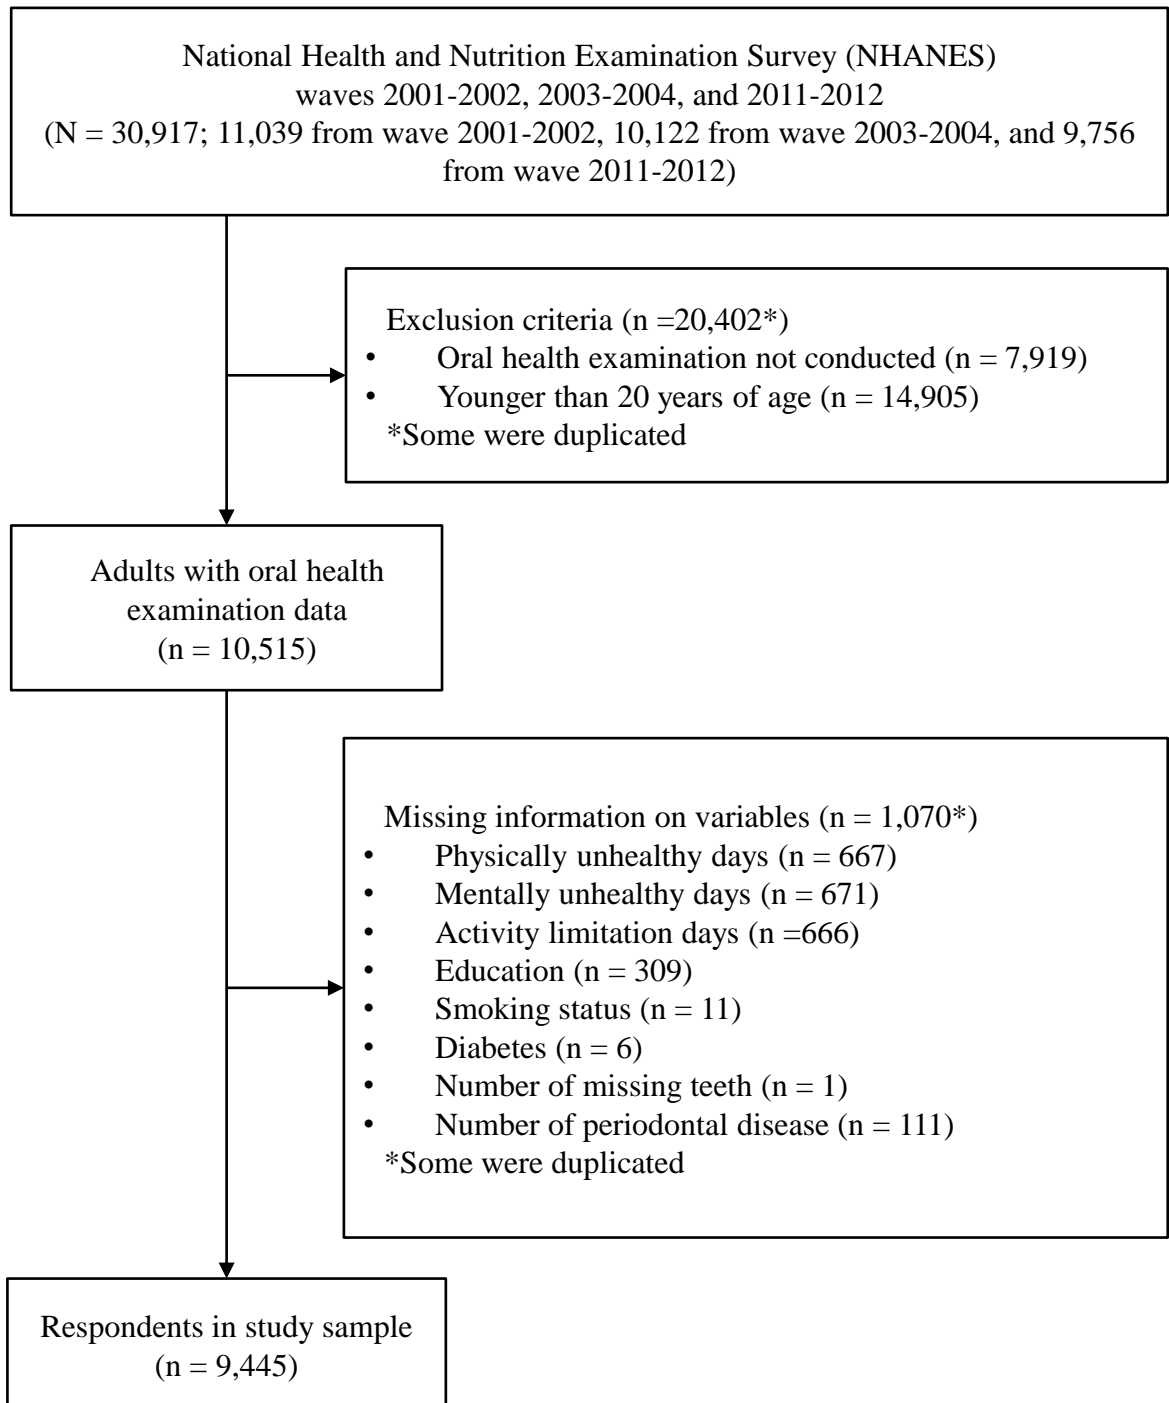 National Health and Nutrition Examination Survey (NHANES)
waves 2001-2002, 2003-2004, and 2011-2012
(N = 30,917; 11,039 from wave 2001-2002, 10,122 from wave 2003-2004, and 9,756
from wave 2011-2012)
Exclusion criteria (n =20,402*)
• Oral health examination not conducted (n = 7,919)
• Younger than 20 years of age (n = 14,905)
*Some were duplicated
Adults with oral health
examination data
(n = 10,515)
Missing information on variables (n = 1,070*)
• Physically unhealthy days (n = 667)
• Mentally unhealthy days (n = 671)
• Activity limitation days (n =666)
• Education (n = 309)
• Smoking status (n = 11)
• Diabetes (n = 6)
• Number of missing teeth (n = 1)
• Number of periodontal disease (n = 111)
*Some were duplicated
Respondents in study sample
(n = 9,445)